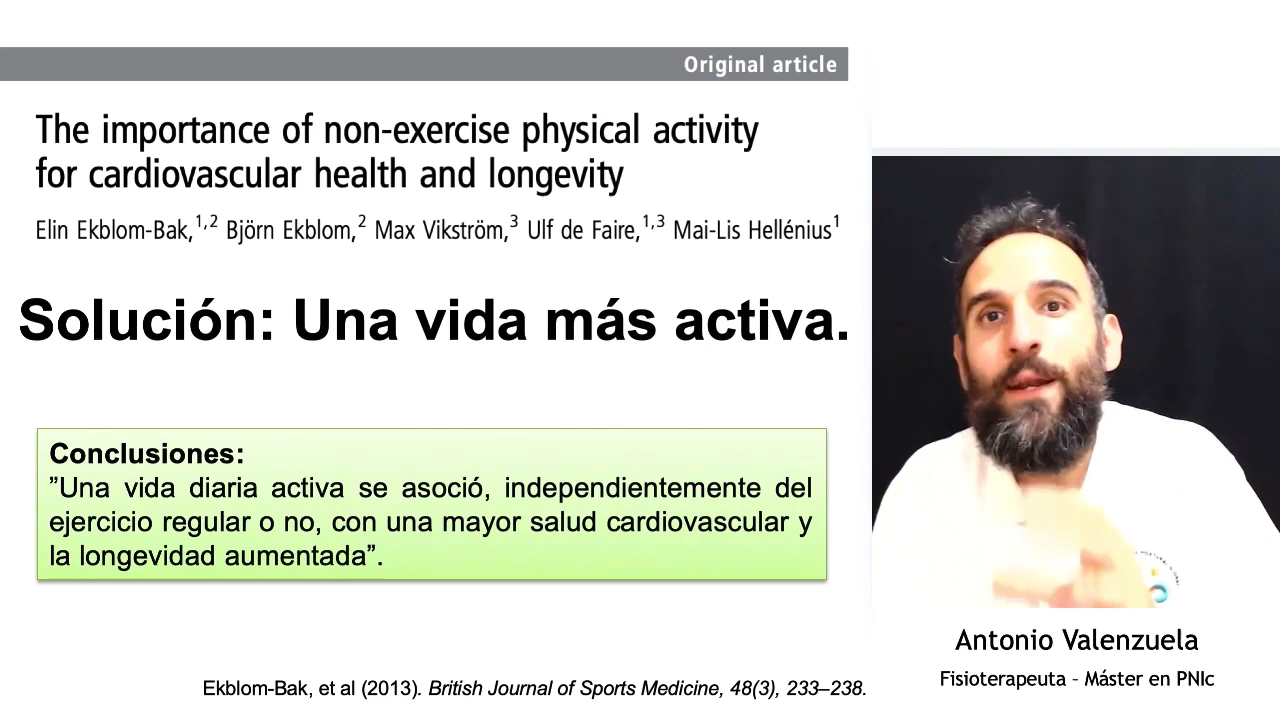 Original article
The importance of non-exercise physical activity
for cardiovascular health and longevity
Elin Ekblom-Bak,1,2 Björn Ekblom,2 Max Vikström,3 Ulf de Faire,1,3 Mai-Lis Hellénius1
Solución: Una vida más activa.
Conclusiones:
”Una vida diaria activa se asoció, independientemente del
ejercicio regular o no, con una mayor salud cardiovascular y
la longevidad aumentada”.
Antonio Valenzuela
Fisioterapeuta – Máster en PNIc
Ekblom-Bak, et al (2013). British Journal of Sports Medicine, 48(3), 233–238.